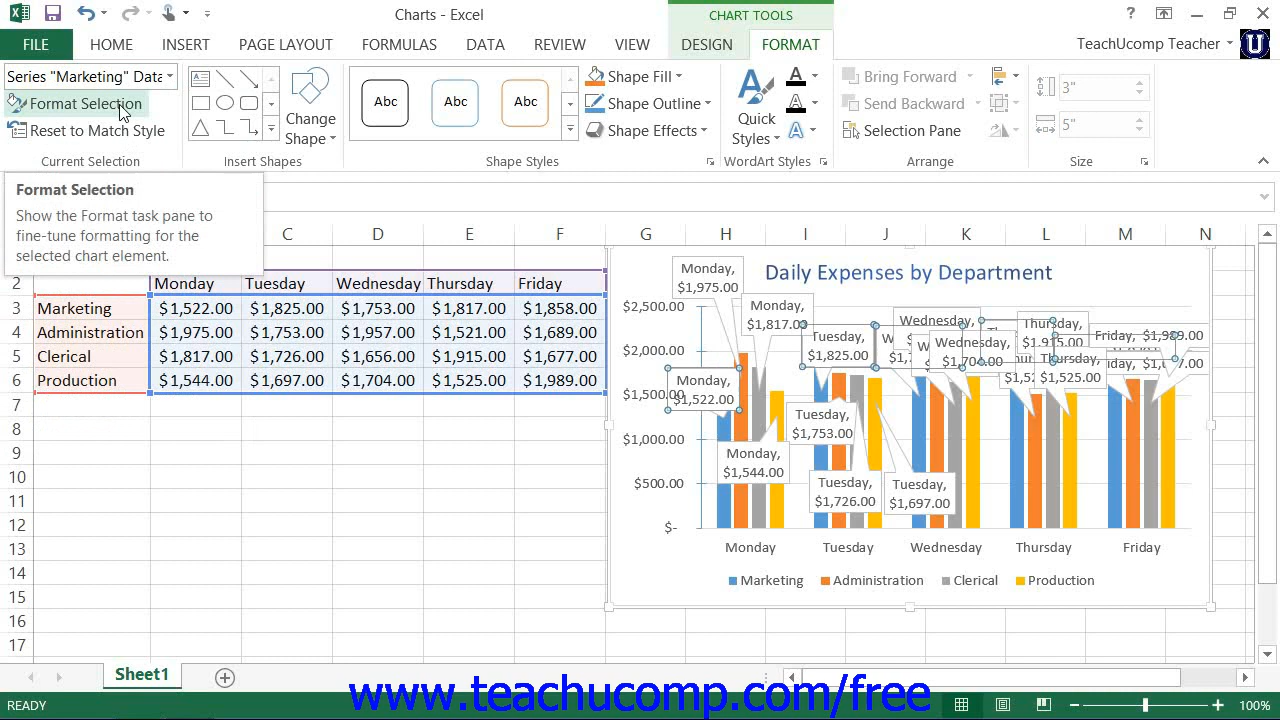 Charts - Excel
CHART TOOLS
?
FILE HOME INSERT PAGE LAYOUT FORMULAS DATA REVIEW VIEW DESIGN FORMAT TeachUcomp Teacher U
Series "Marketing" Data
Format Selection
Reset to Match Style
Current Selection
Change
Shape
Insert Shapes
Abc Abc Abc
Shape Fill
Shape Outline
Shape Effects
Shape Styles
Quick
Styles
WordArt Styles
Bring Forward
Send Backward
Selection Pane
Arrange
3"
5"
Size
Format Selection
Show the Format task pane to
fine-tune formatting for the
selected chart element.
C D E F G H I J K L M N
2 Monday Tuesday Wednesday Thursday Friday
3 Marketing $1,522.00 $1,825.00 $1,753.00 $1,817.00 $1,858.00
4 Administration $1,975.00 $1,753.00 $1,957.00 $1,521.00 $1,689.00
5 Clerical $1,817.00 $1,726.00 $1,656.00 $1,915.00 $1,677.00
6 Production $1,544.00 $1,697.00 $1,704.00 $1,525.00 $1,989.00
7
8
9
10
11
12
13
14
15
16
17
Daily Expenses by Department
$2,500.00
$2,000.00
$1,500.00
$1,000.00
$500.00
$-
Monday,
$1,975.00
Monday,
$1,817.00
Monday,
$1,522.00
Monday,
$1,544.00
Tuesday,
$1,825.00
Tuesday,
$1,753.00
Tuesday,
$1,726.00
Tuesday,
$1,697.00
Wednesday,
Wednesday,
$1,704.00
Thursday,
$1,915.00
Thursday,
$1,525.00
Friday, $1,989.00
Monday Tuesday Wednesday Thursday Friday
Marketing Administration Clerical Production
Sheet1
www.teachucomp.com/free
READY
100%